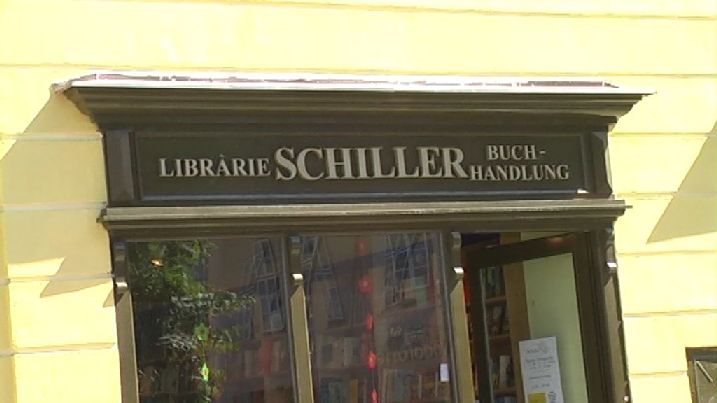 LIBRĂRIE SCHILLER BUCH-
HANDLUNG